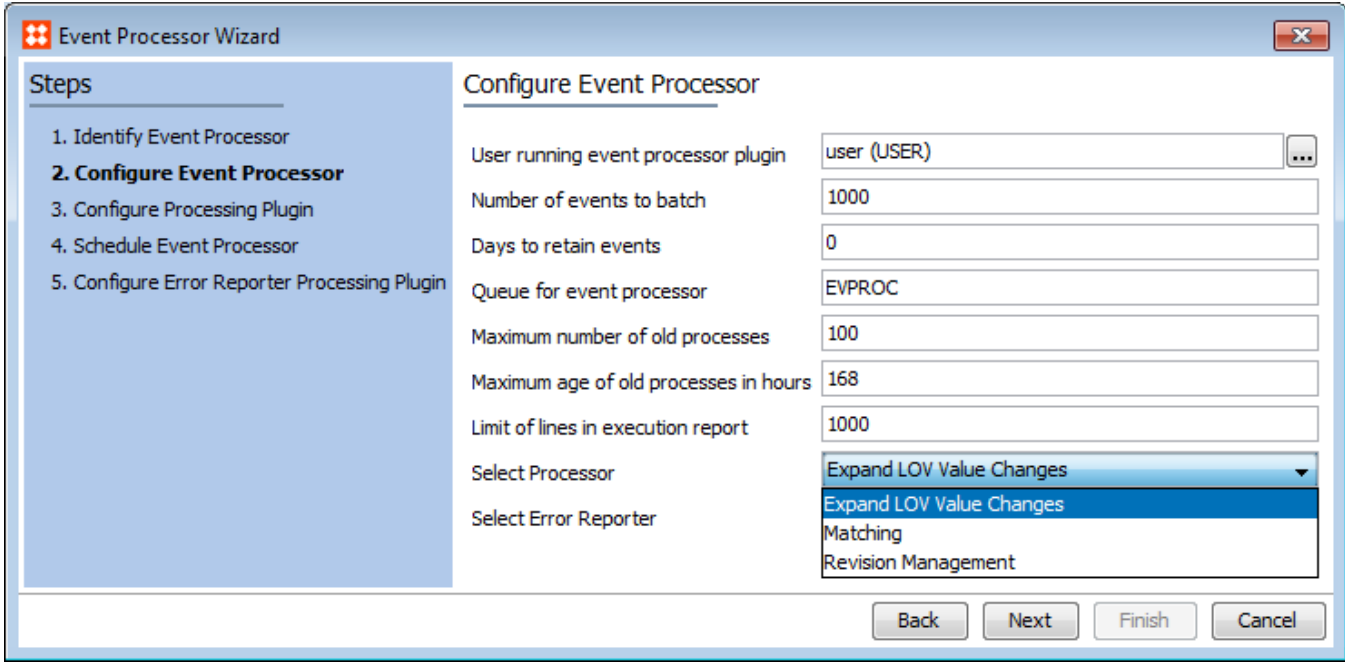 Event Processor Wizard
Steps
1. Identify Event Processor
2. Configure Event Processor
3. Configure Processing Plugin
4. Schedule Event Processor
5. Configure Error Reporter Processing Plugin
Configure Event Processor
User running event processor plugin user (USER) ...
Number of events to batch 1000
Days to retain events 0
Queue for event processor EVPROC
Maximum number of old processes 100
Maximum age of old processes in hours 168
Limit of lines in execution report 1000
Select Processor Expand LOV Value Changes
Expand LOV Value Changes
Select Error Reporter
Matching
Revision Management
Back Next Finish Cancel